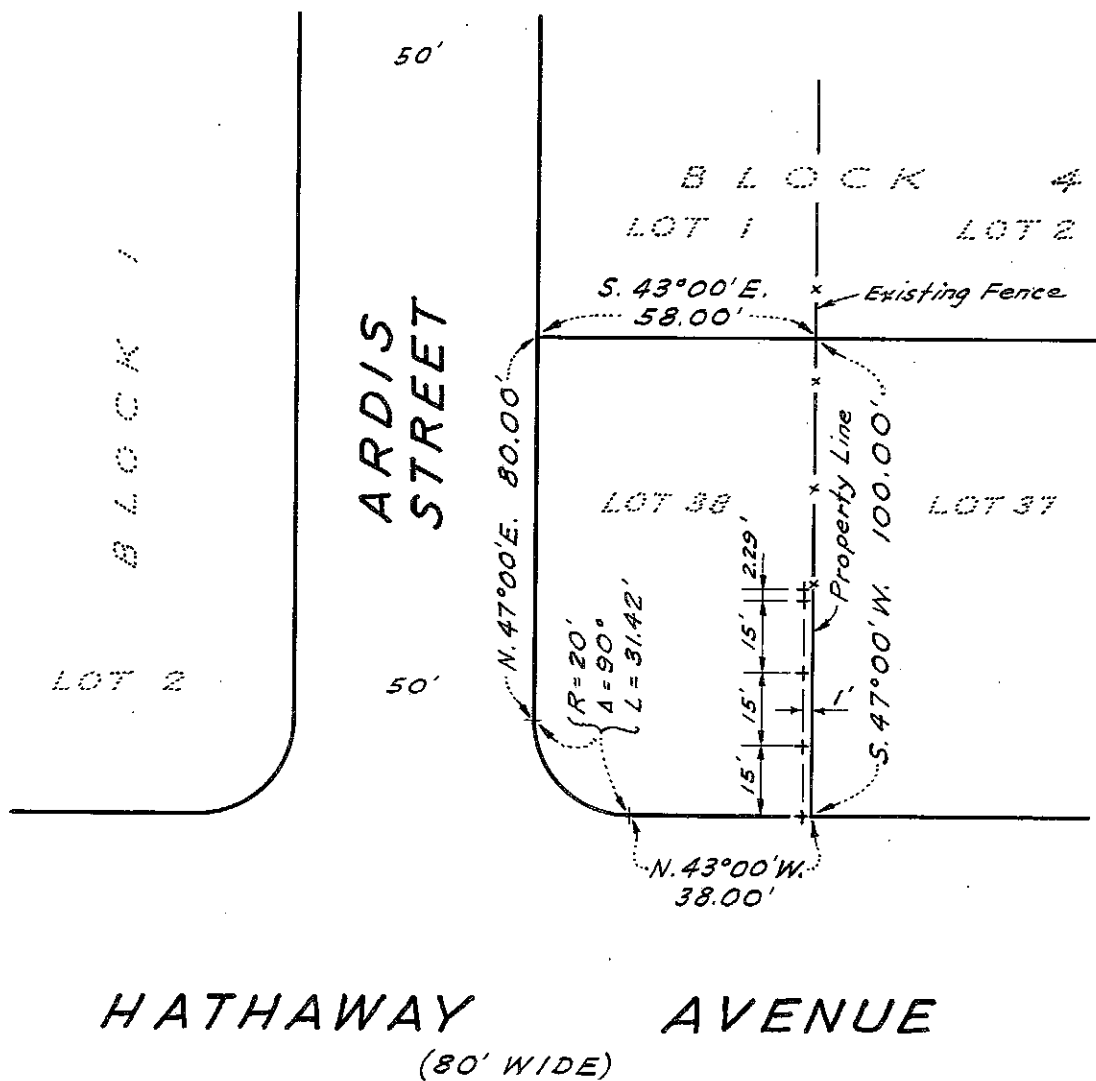 50'
BLOCK 4
LOT 1
LOT 2
S. 43°00'E.
58.00'
Existing Fence
BLOCK 1
ARDIS
STREET
N. 47°00'E. 80.00'
S. 47°00'W. 100.00'
Property Line
LOT 38
LOT 37
2.29'
15'
15'
15'
1'
R = 20'
Δ = 90°
L = 31.42'
LOT 2
50'
N. 43°00'W.
38.00'
HATHAWAY AVENUE
(80' WIDE)